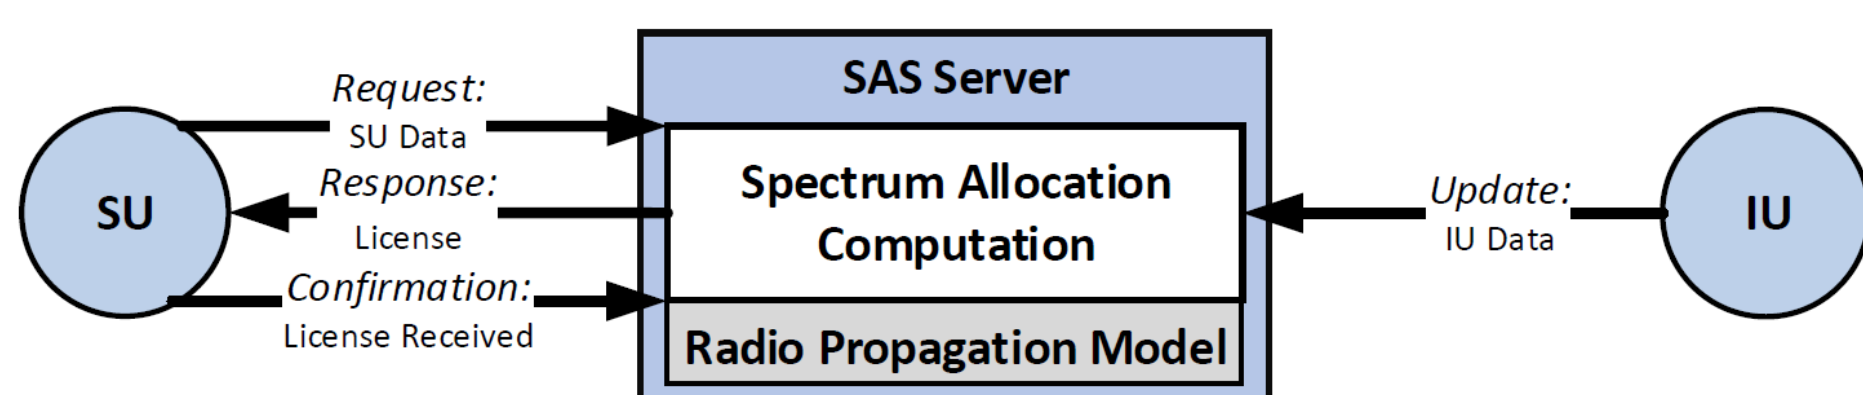 SU
Request:
SU Data
Response:
License
Confirmation:
License Received
SAS Server
Spectrum Allocation
Computation
Radio Propagation Model
Update:
IU Data
IU